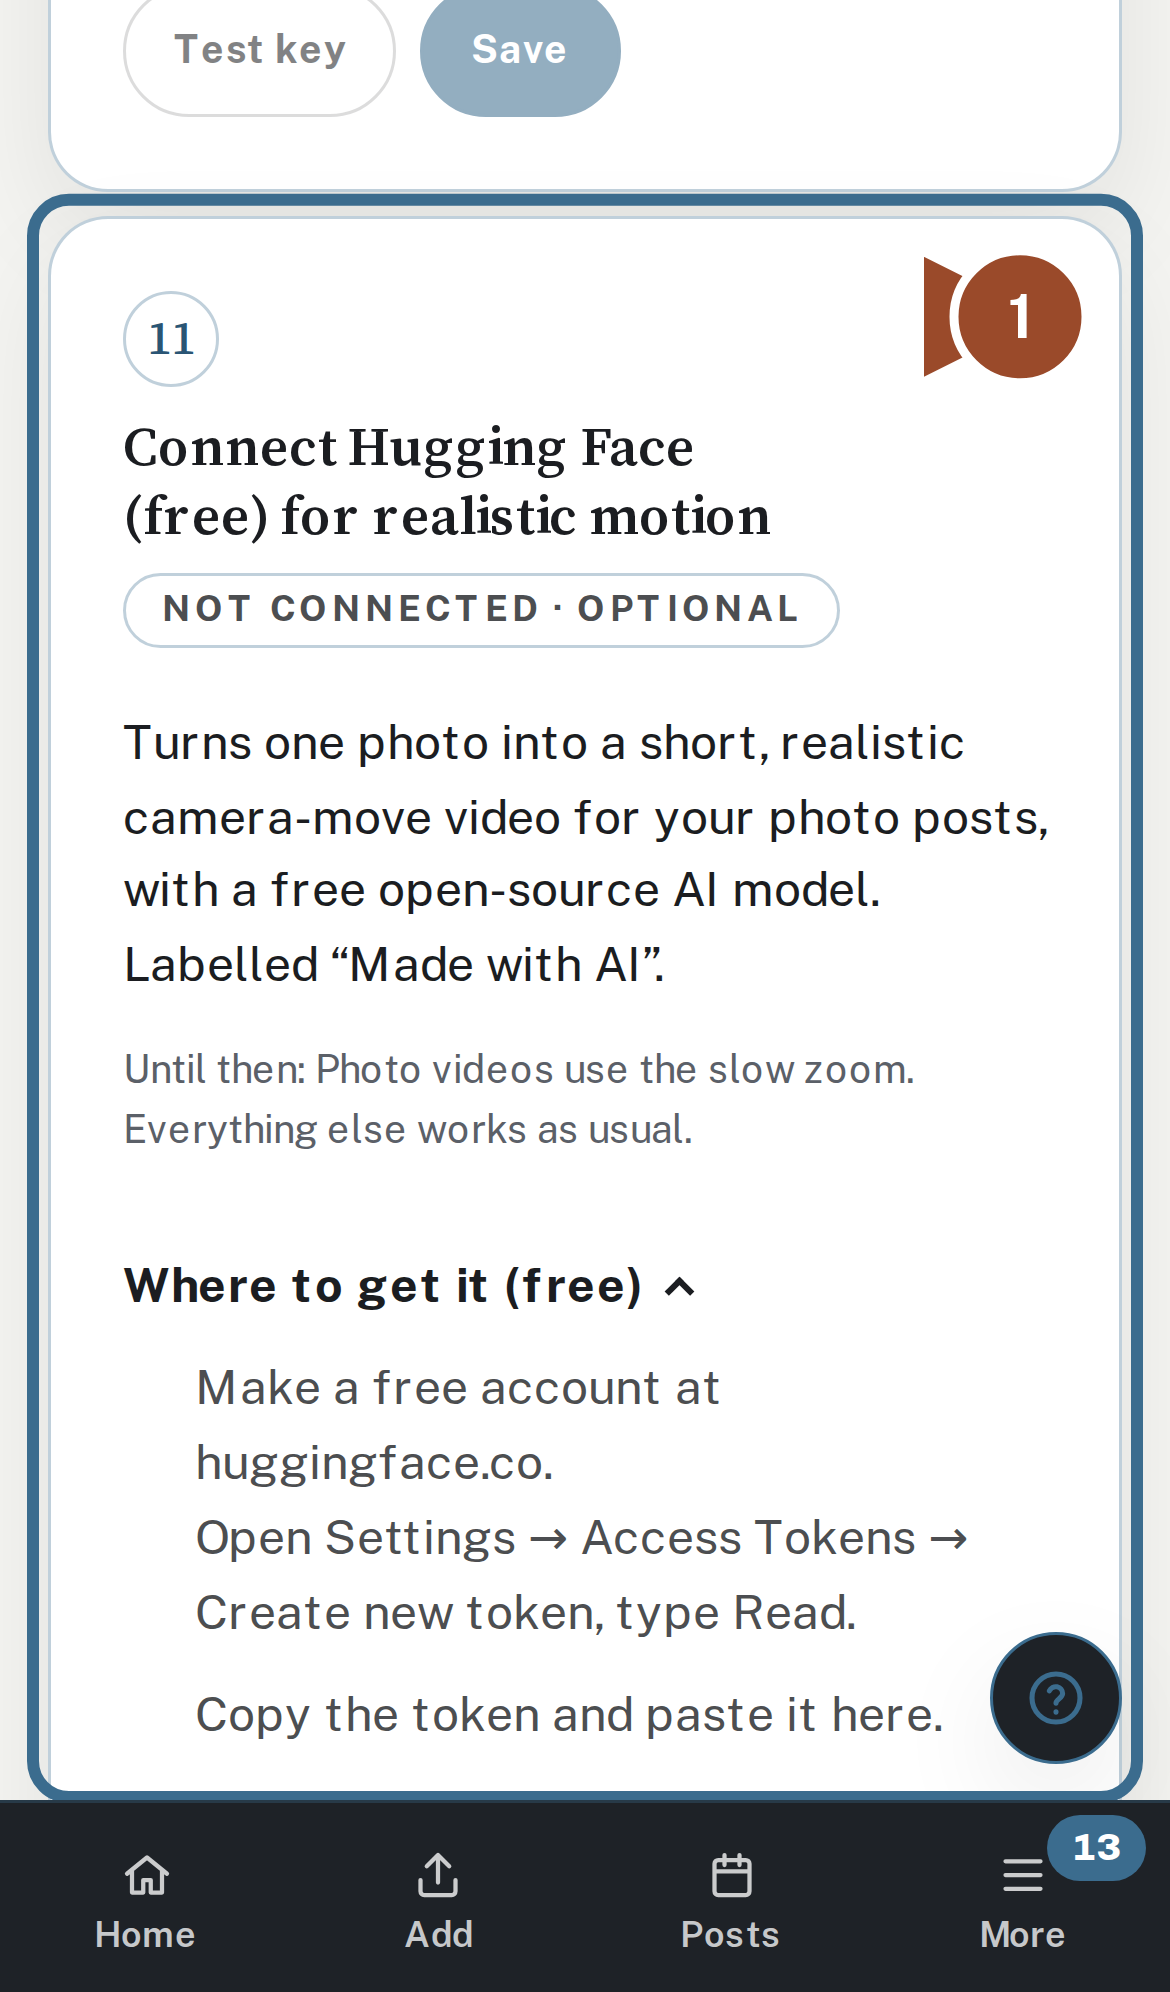 Test key
Save
11
1
Connect Hugging Face
(free) for realistic motion
NOT CONNECTED · OPTIONAL
Turns one photo into a short, realistic
camera-move video for your photo posts,
with a free open-source AI model.
Labelled “Made with AI”.
Until then: Photo videos use the slow zoom.
Everything else works as usual.
Where to get it (free)
Make a free account at
huggingface.co.
Open Settings → Access Tokens →
Create new token, type Read.
Copy the token and paste it here.
?
13
Home
Add
Posts
More